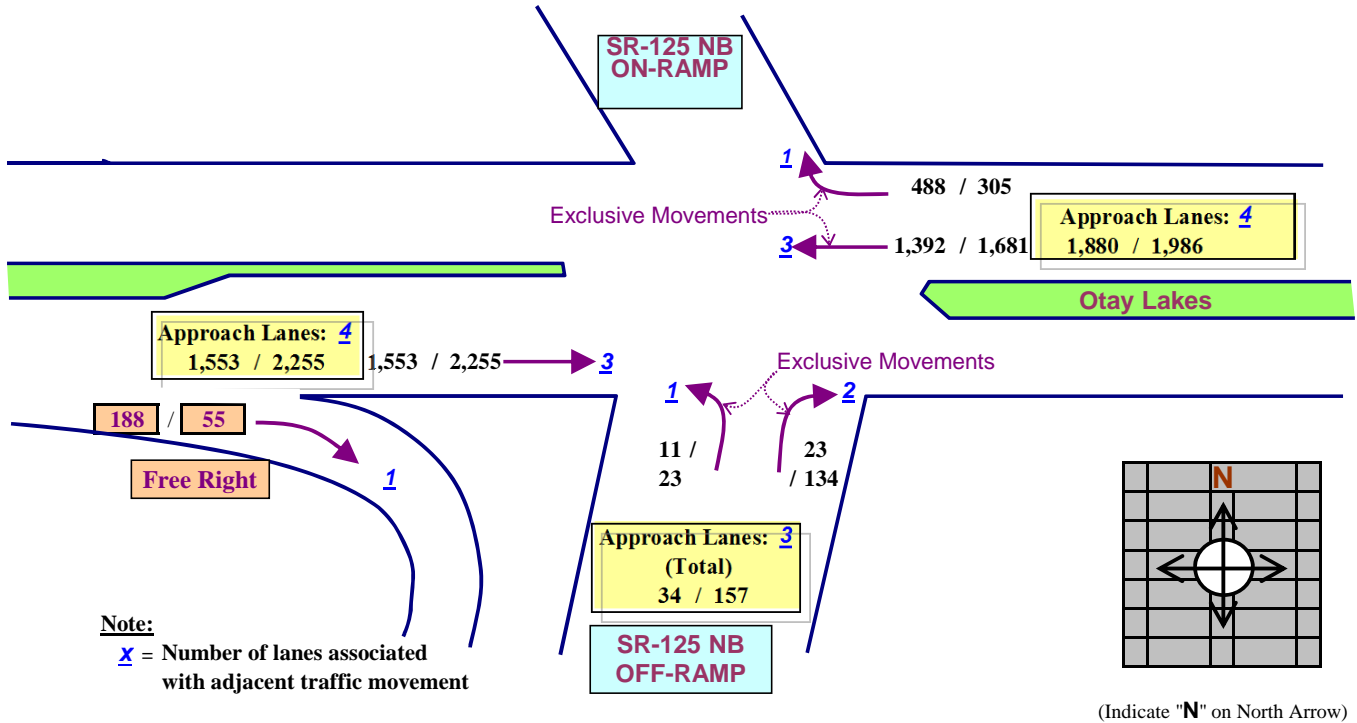 SR-125 NB
ON-RAMP
1
488 / 305
Exclusive Movements
Approach Lanes: 4
1,880 / 1,986
3
1,392 / 1,681
Otay Lakes
Approach Lanes: 4
1,553 / 2,255
1,553 / 2,255
3
Exclusive Movements
1
2
188 / 55
Free Right
1
11 /
23
23
/ 134
N
Approach Lanes: 3
(Total)
34 / 157
Note:
x = Number of lanes associated
with adjacent traffic movement
SR-125 NB
OFF-RAMP
(Indicate "N" on North Arrow)